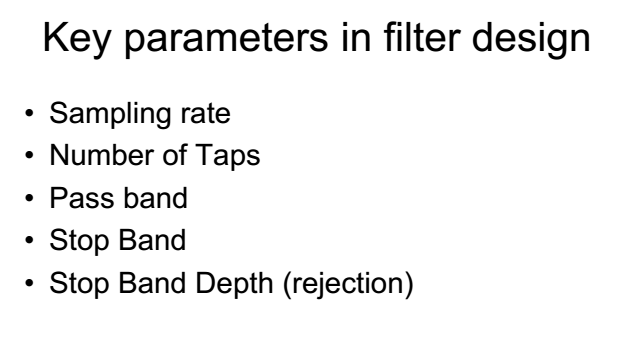 Key parameters in filter design
• Sampling rate
• Number of Taps
• Pass band
• Stop Band
• Stop Band Depth (rejection)